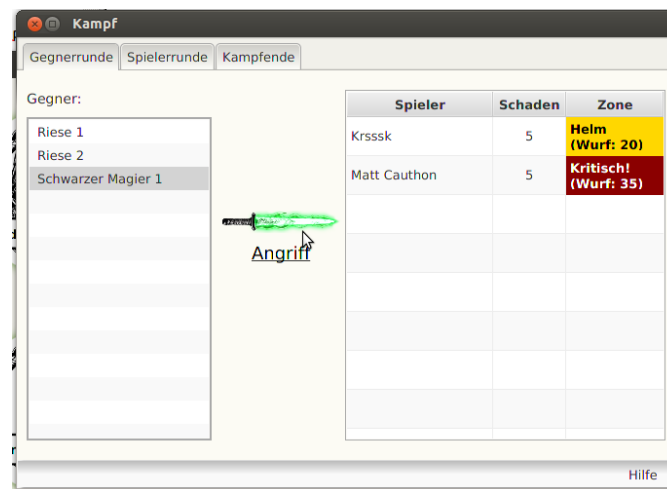 Kampf
Gegnerrunde Spielerrunde Kampfende
Gegner:
Riese 1
Riese 2
Schwarzer Magier 1
Angriff
Spieler Schaden Zone
Krsssk 5 Helm
(Wurf: 20)
Matt Cauthon 5 Kritisch!
(Wurf: 35)
Hilfe